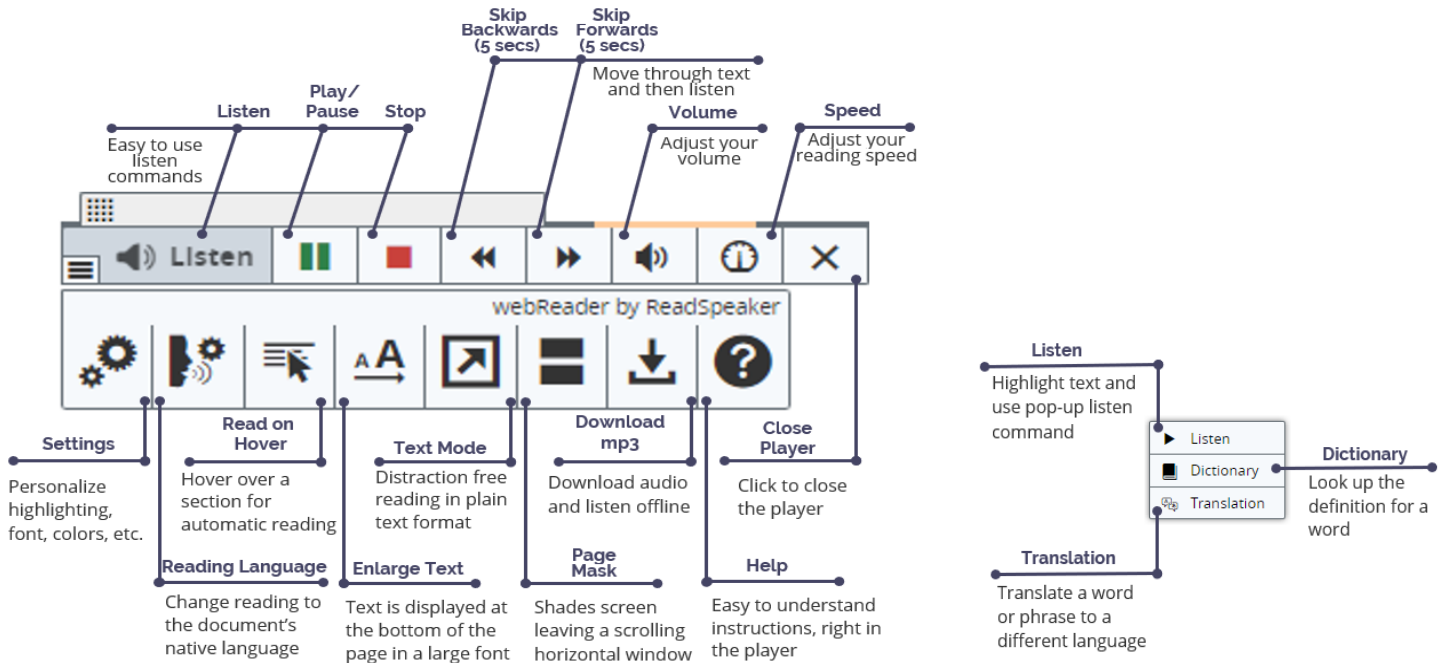 Skip
Backwards
(5 secs)
Skip
Forwards
(5 secs)
Move through text
and then listen
Listen
Play/
Pause
Stop
Easy to use
listen
commands
Volume
Adjust your
volume
Speed
Adjust your
reading speed
Listen
webReader by ReadSpeaker
A A
?
Settings
Personalize
highlighting,
font, colors, etc.
Read on
Hover
Hover over a
section for
automatic reading
Text Mode
Distraction free
reading in plain
text format
Download
mp3
Download audio
and listen offline
Close
Player
Click to close
the player
Reading Language
Change reading to
the document's
native language
Enlarge Text
Text is displayed at
the bottom of the
page in a large font
Page
Mask
Shades screen
leaving a scrolling
horizontal window
Help
Easy to understand
instructions, right in
the player
Listen
Highlight text and
use pop-up listen
command
Listen
Dictionary
Translation
Dictionary
Look up the
definition for a
word
Translation
Translate a word
or phrase to a
different language